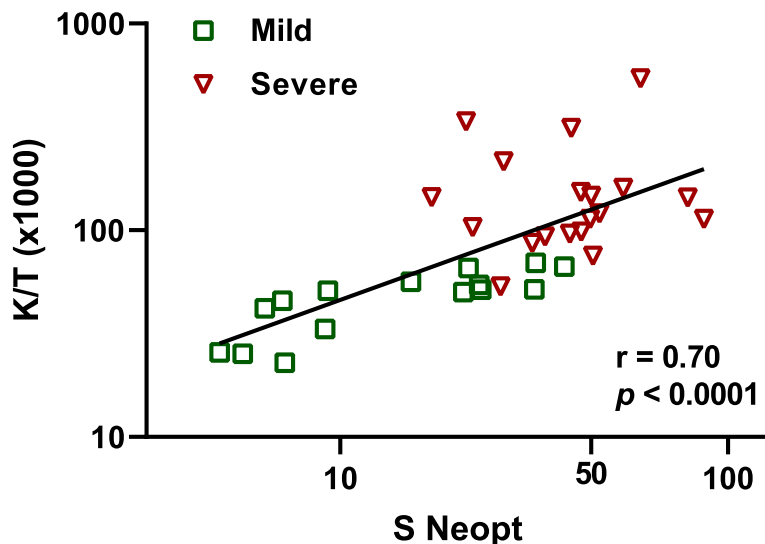 1000
Mild
Severe
K/T (x1000)
100
r = 0.70
p < 0.0001
10
10
50
100
S Neopt